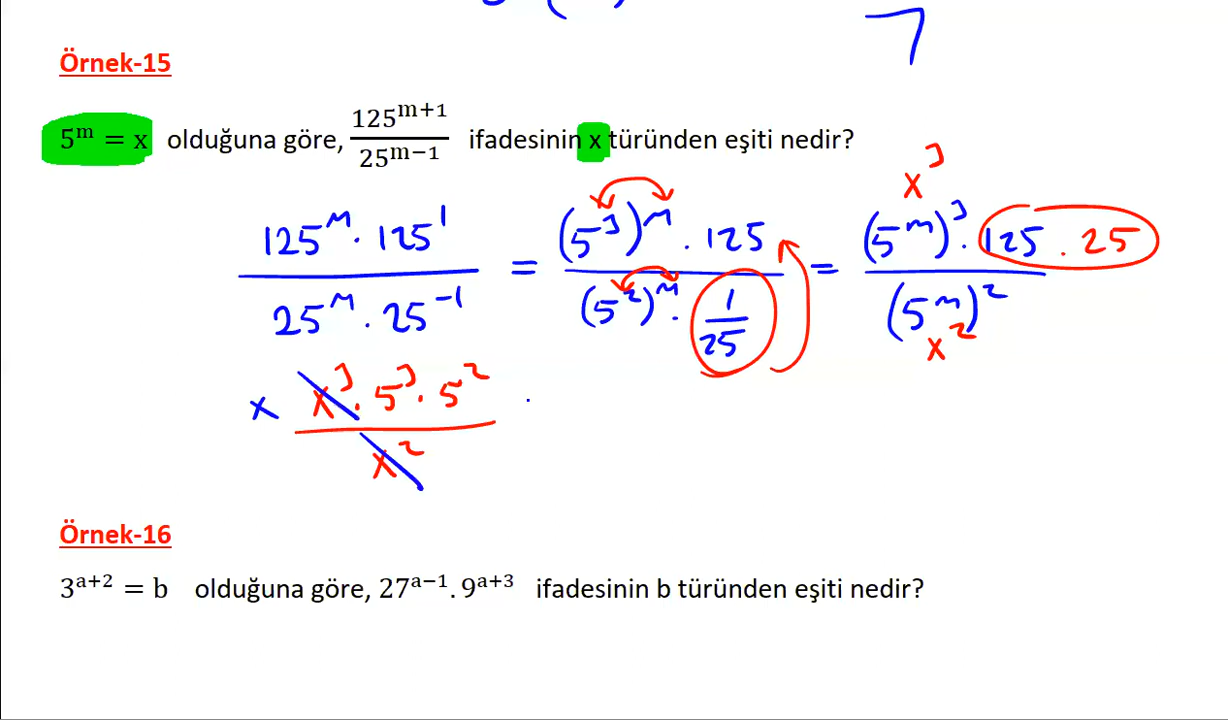 Örnek-15
5^m = x olduğuna göre, 125^{m+1}/25^{m-1} ifadesinin x türünden eşiti nedir?
(125^m . 125^1)/(25^m . 25^{-1}) = ((5^3)^m . 125)/((5^2)^m . 1/25) = ((5^m)^3 . 125 . 25)/((5^m)^2)
x^3
x^2
x (x^3 . 5^3 . 5^2)/(x^2) .
Örnek-16
3^{a+2} = b olduğuna göre, 27^{a-1}. 9^{a+3} ifadesinin b türünden eşiti nedir?